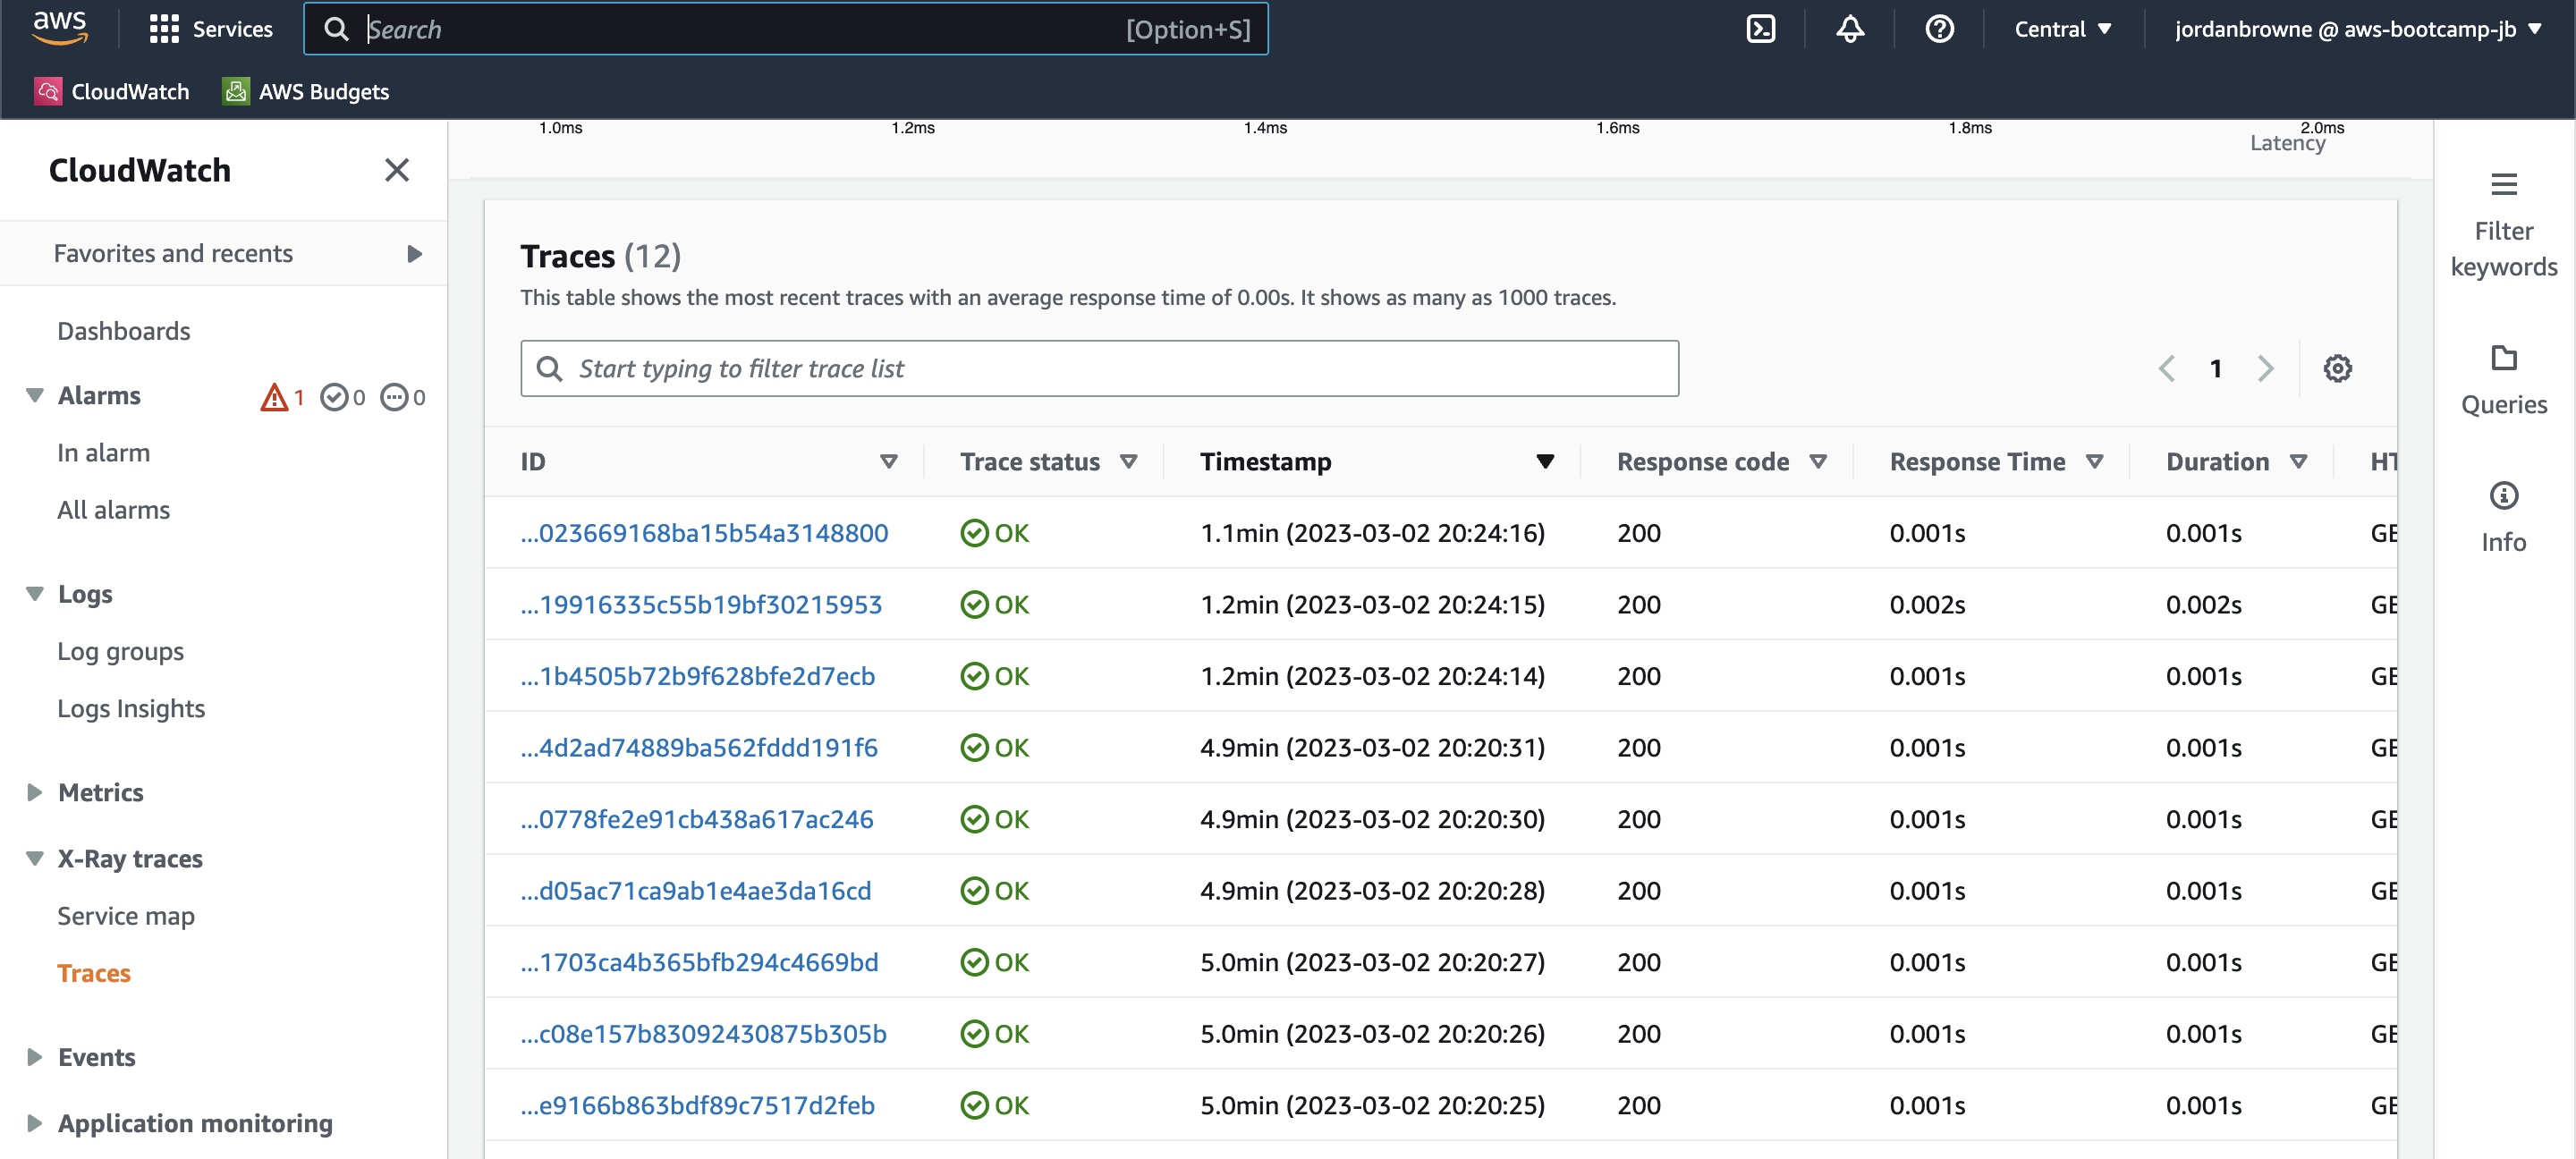 aws Services Search [Option+S] Central jordanbrowne @ aws-bootcamp-jb
CloudWatch AWS Budgets
1.0ms 1.2ms 1.4ms 1.6ms 1.8ms 2.0ms
Latency
CloudWatch
Favorites and recents
Dashboards
Alarms 1 0 0
In alarm
All alarms
Logs
Log groups
Logs Insights
Metrics
X-Ray traces
Service map
Traces
Events
Application monitoring
Traces (12)
This table shows the most recent traces with an average response time of 0.00s. It shows as many as 1000 traces.
Start typing to filter trace list 1
ID Trace status Timestamp Response code Response Time Duration HT
...023669168ba15b54a3148800 OK 1.1min (2023-03-02 20:24:16) 200 0.001s 0.001s GE
...19916335c55b19bf30215953 OK 1.2min (2023-03-02 20:24:15) 200 0.002s 0.002s GE
...1b4505b72b9f628bfe2d7ecb OK 1.2min (2023-03-02 20:24:14) 200 0.001s 0.001s GE
...4d2ad74889ba562fddd191f6 OK 4.9min (2023-03-02 20:20:31) 200 0.001s 0.001s GE
...0778fe2e91cb438a617ac246 OK 4.9min (2023-03-02 20:20:30) 200 0.001s 0.001s GE
...d05ac71ca9ab1e4ae3da16cd OK 4.9min (2023-03-02 20:20:28) 200 0.001s 0.001s GE
...1703ca4b365bfb294c4669bd OK 5.0min (2023-03-02 20:20:27) 200 0.001s 0.001s GE
...c08e157b83092430875b305b OK 5.0min (2023-03-02 20:20:26) 200 0.001s 0.001s GE
...e9166b863bdf89c7517d2feb OK 5.0min (2023-03-02 20:20:25) 200 0.001s 0.001s GE
Filter
keywords
Queries
Info